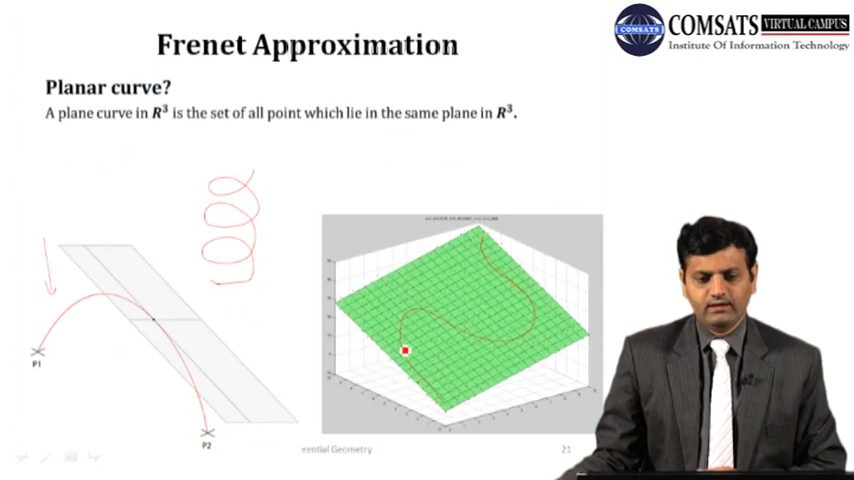 Frenet Approximation
COMSATS
COMSATS VIRTUAL CAMPUS
Institute Of Information Technology
Planar curve?
A plane curve in R³ is the set of all point which lie in the same plane in R³.
P1
P2
erential Geometry
21